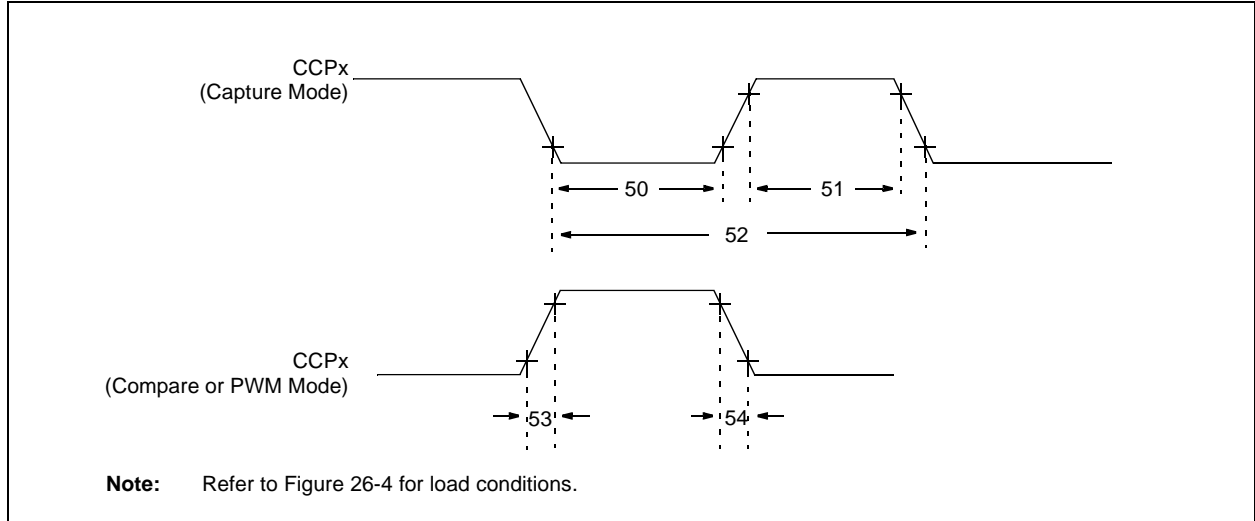 CCPx
(Capture Mode)
50
51
52
CCPx
(Compare or PWM Mode)
53
54
Note: Refer to Figure 26-4 for load conditions.